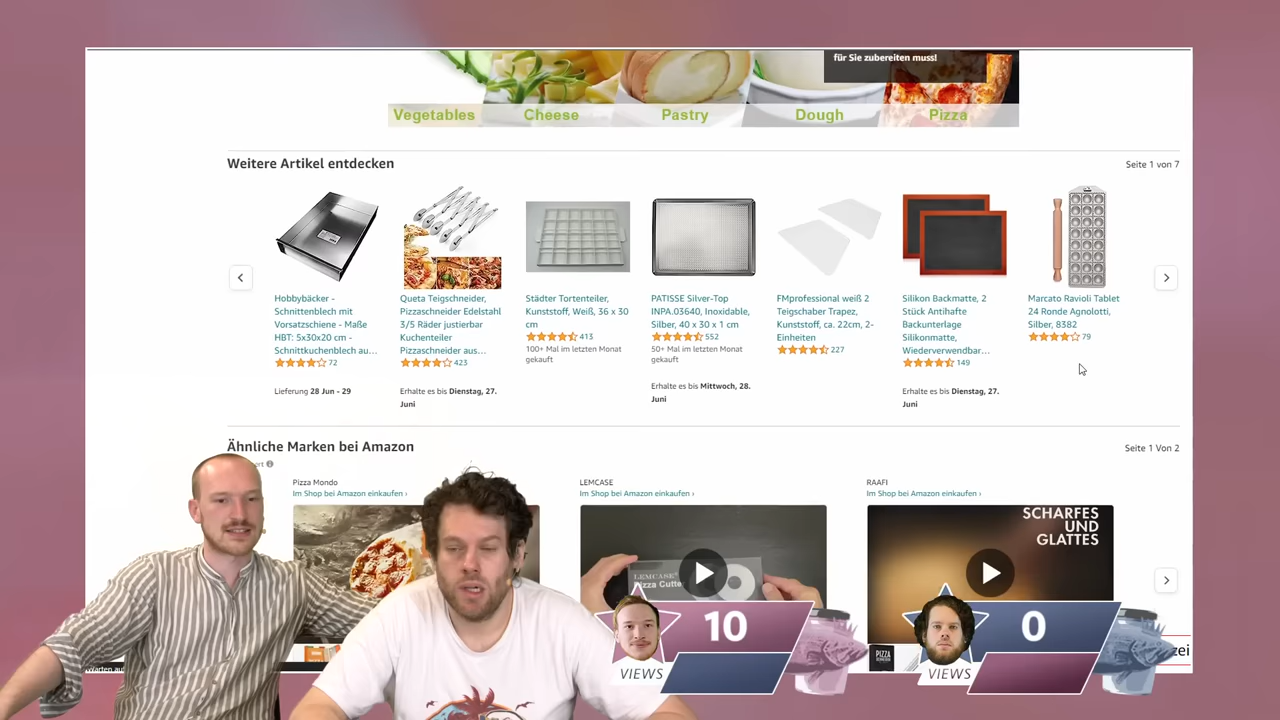 für Sie zubereiten muss!
Vegetables
Cheese
Pastry
Dough
Pizza
Weitere Artikel entdecken
Seite 1 von 7
Hobbybäcker -
Schnittenblech mit
Vorsatzschiene - Maße
HBT: 5x30x20 cm -
Schnittkuchenblech au...
72
Lieferung 28 Jun - 29
Queta Teigschneider,
Pizzaschneider Edelstahl
3/5 Räder justierbar
Kuchenteiler
Pizzaschneider aus...
423
Erhalte es bis Dienstag, 27.
Juni
Städter Tortenteiler,
Kunststoff, Weiß, 36 x 30
cm
413
100+ Mal im letzten Monat
gekauft
PATISSE Silver-Top
INPA.03640, Inoxidable,
Silber, 40 x 30 x 1 cm
552
50+ Mal im letzten Monat
gekauft
Erhalte es bis Mittwoch, 28.
Juni
FMprofessional weiß 2
Teigschaber Trapez,
Kunststoff, ca. 22cm, 2-
Einheiten
227
Silikon Backmatte, 2
Stück Antihafte
Backunterlage
Silikonmatte,
Wiederverwendbar...
149
Erhalte es bis Dienstag, 27.
Juni
Marcato Ravioli Tablet
24 Ronde Agnolotti,
Silber, 8382
79
Ähnliche Marken bei Amazon
Seite 1 Von 2
Pizza Mondo
Im Shop bei Amazon einkaufen ›
LEMCASE
Im Shop bei Amazon einkaufen ›
RAAFI
Im Shop bei Amazon einkaufen ›
SCHARFES
UND
GLATTES
LEMCASE
Pizza Cutte
10
VIEWS
0
VIEWS
PIZZA
zei
Warten auf